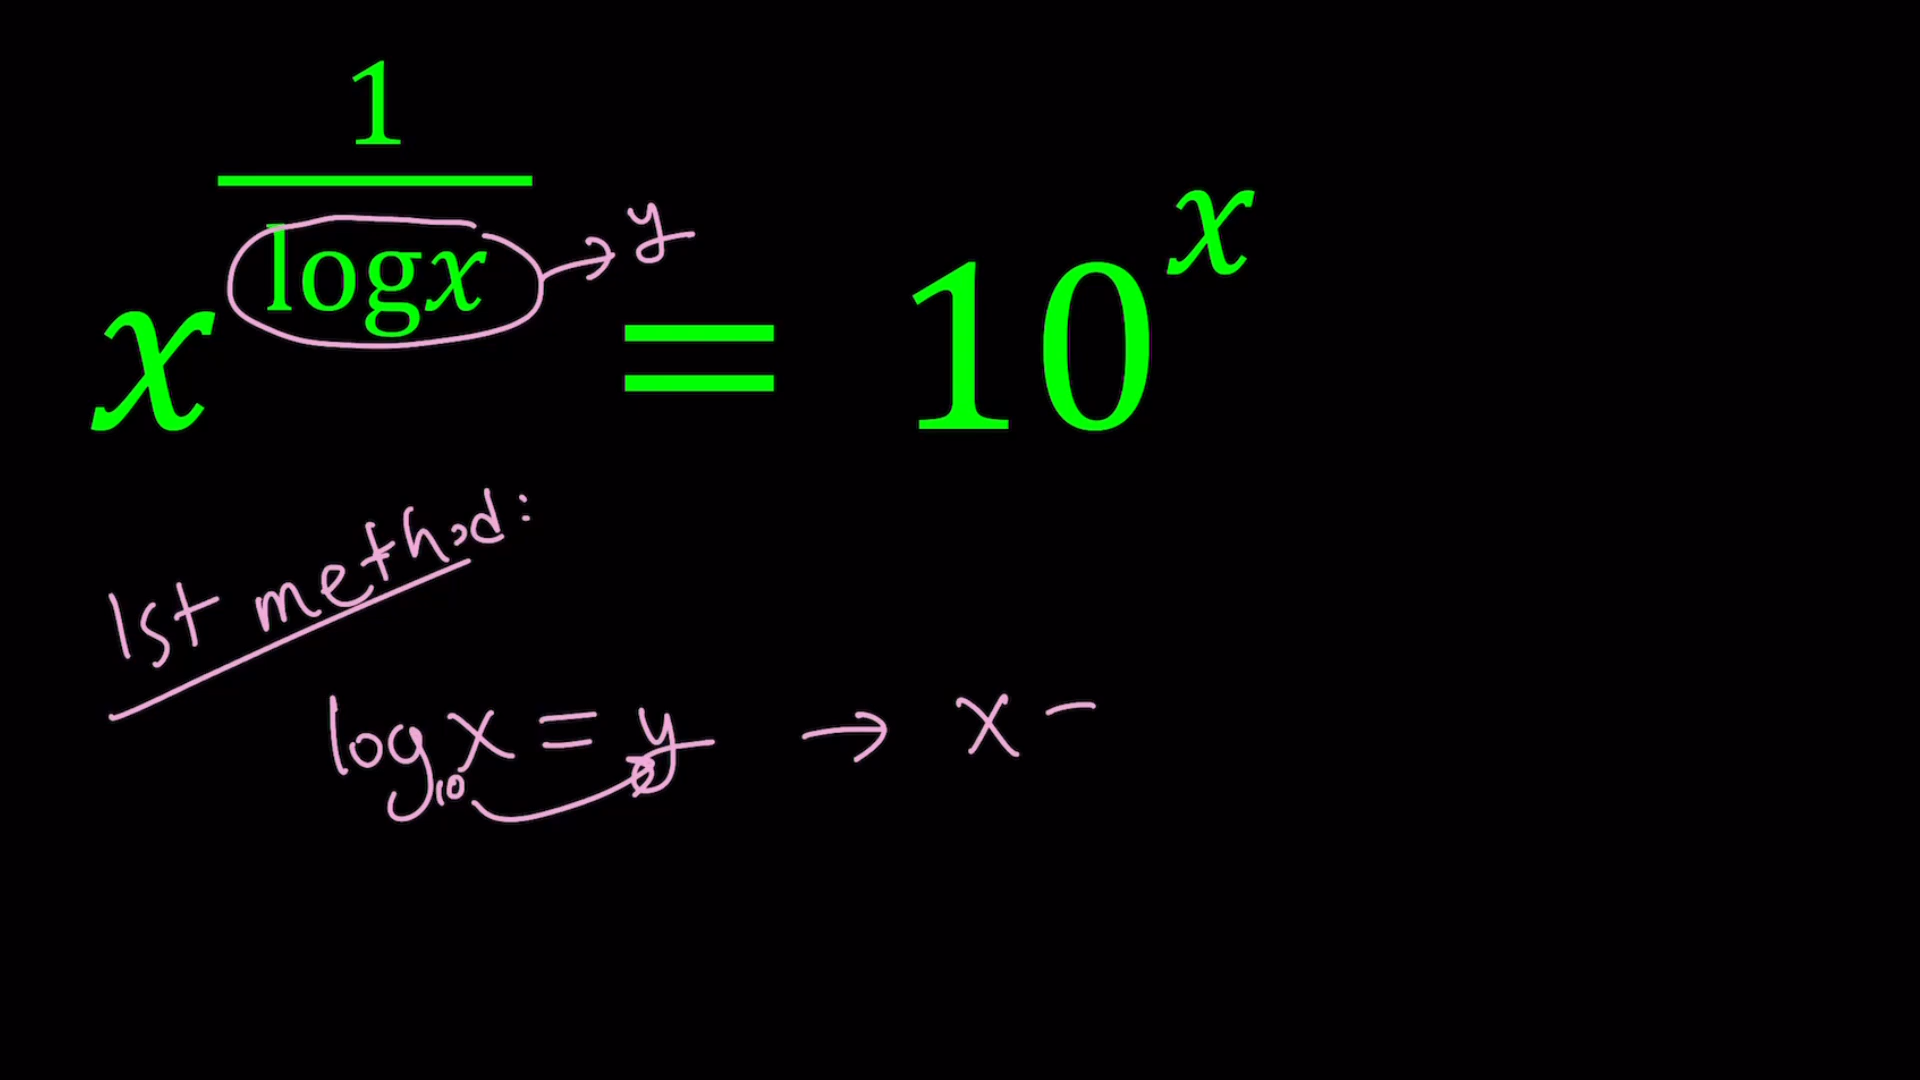 x^(1/logx) = 10^x
y
1st method:
log₁₀x = y → x –